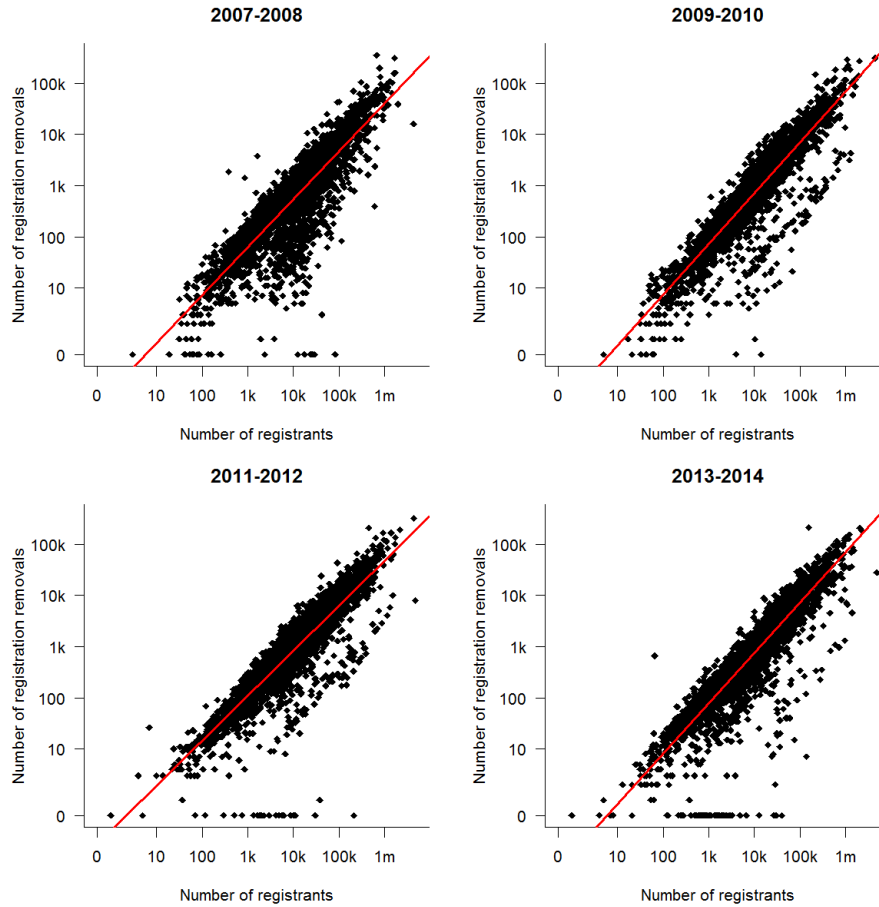 2007-2008
Number of registration removals
100k
10k
1k
100
10
0
0 10 100 1k 10k 100k 1m
Number of registrants
2009-2010
Number of registration removals
100k
10k
1k
100
10
0
0 10 100 1k 10k 100k 1m
Number of registrants
2011-2012
Number of registration removals
100k
10k
1k
100
10
0
0 10 100 1k 10k 100k 1m
Number of registrants
2013-2014
Number of registration removals
100k
10k
1k
100
10
0
0 10 100 1k 10k 100k 1m
Number of registrants